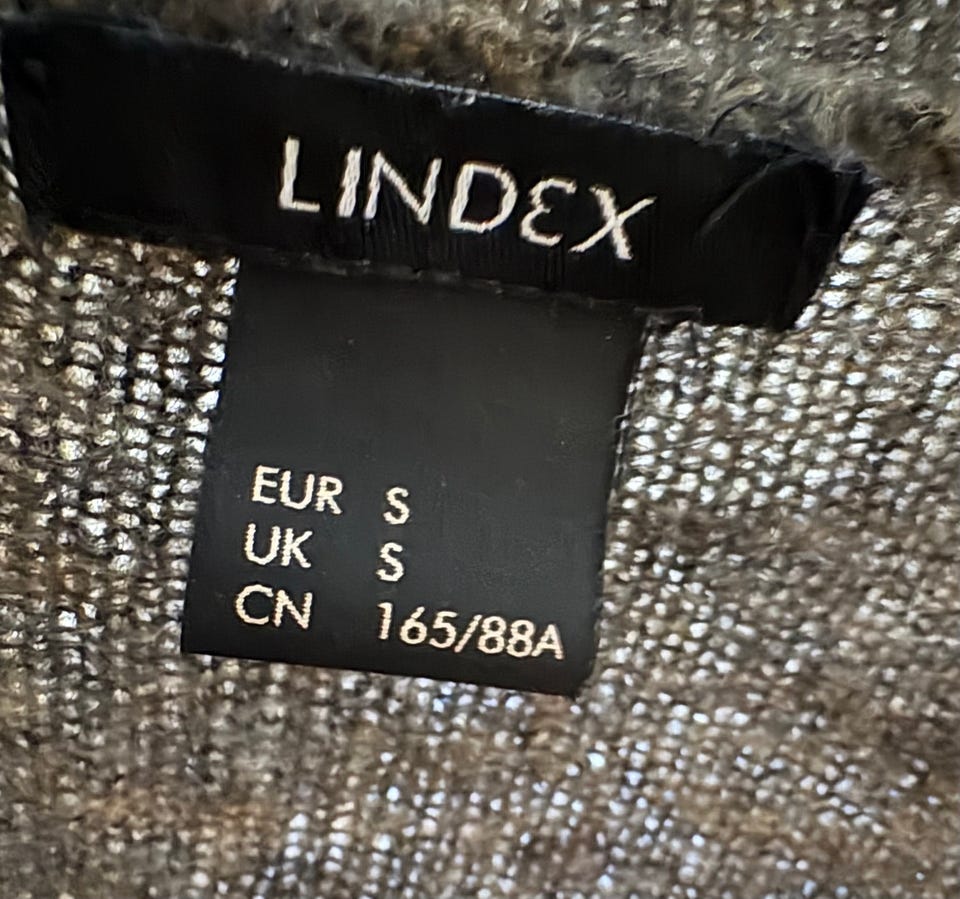 LINDEX
EUR S
UK S
CN 165/88A